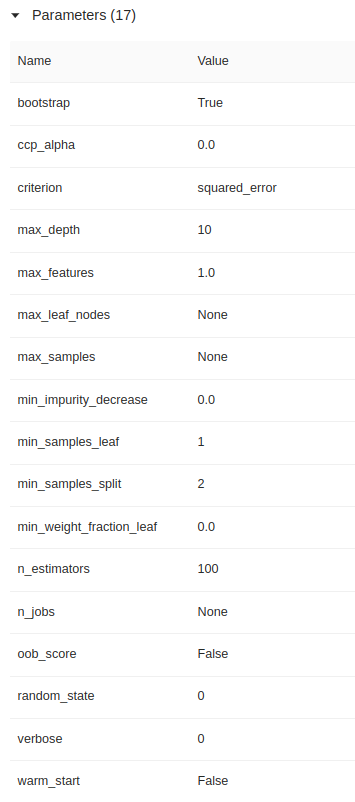 Parameters (17)
Name Value
bootstrap True
ccp_alpha 0.0
criterion squared_error
max_depth 10
max_features 1.0
max_leaf_nodes None
max_samples None
min_impurity_decrease 0.0
min_samples_leaf 1
min_samples_split 2
min_weight_fraction_leaf 0.0
n_estimators 100
n_jobs None
oob_score False
random_state 0
verbose 0
warm_start False